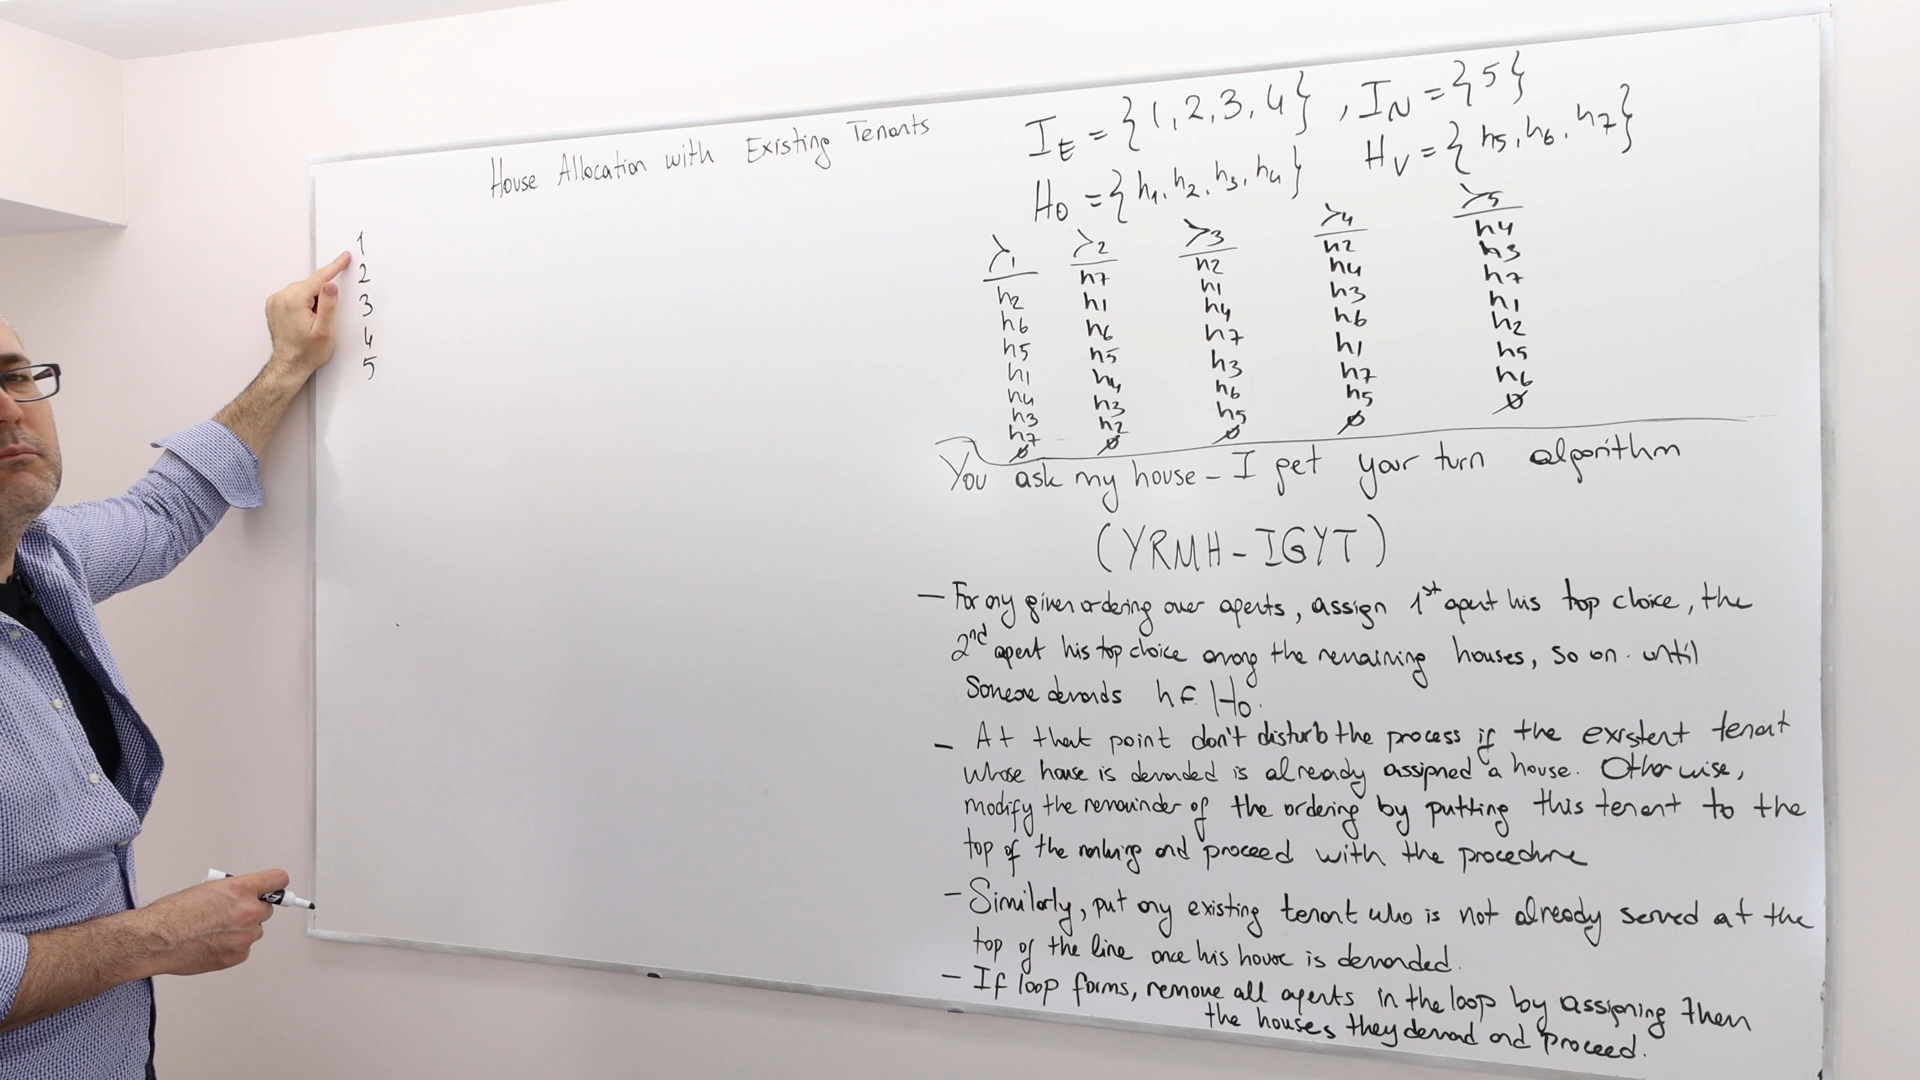 House Allocation with Existing Tenants
I_E = {1, 2, 3, 4} , I_N = {5}
H_O = {h1, h2, h3, h4} H_V = {h5, h6, h7}
1
2
3
4
5
≻1 ≻2 ≻3 ≻4 ≻5
h2 h7 h2 h2 h4
h6 h1 h1 h4 h3
h5 h6 h4 h3 h7
h1 h5 h7 h6 h1
h4 h4 h3 h1 h2
h3 h3 h6 h7 h5
h7 h2 h5 h5 h6
∅ ∅ ∅ ∅ ∅
You ask my house - I get your turn algorithm
(YRMH - IGYT)
- For any given ordering over agents, assign 1st agent his top choice, the
2nd agent his top choice among the remaining houses, so on. until
Someone demands h ∈ H_O.
- At that point don't disturb the process if the existent tenant
whose house is demanded is already assigned a house. Otherwise,
modify the remainder of the ordering by putting this tenant to the
top of the ranking and proceed with the procedure
- Similarly, put any existing tenant who is not already served at the
top of the line once his house is demanded.
- If loop forms, remove all agents in the loop by assigning them
the houses they demand and proceed.